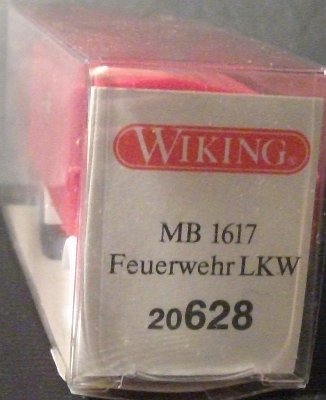 WIKING®
MB 1617
Feuerwehr LKW
20628